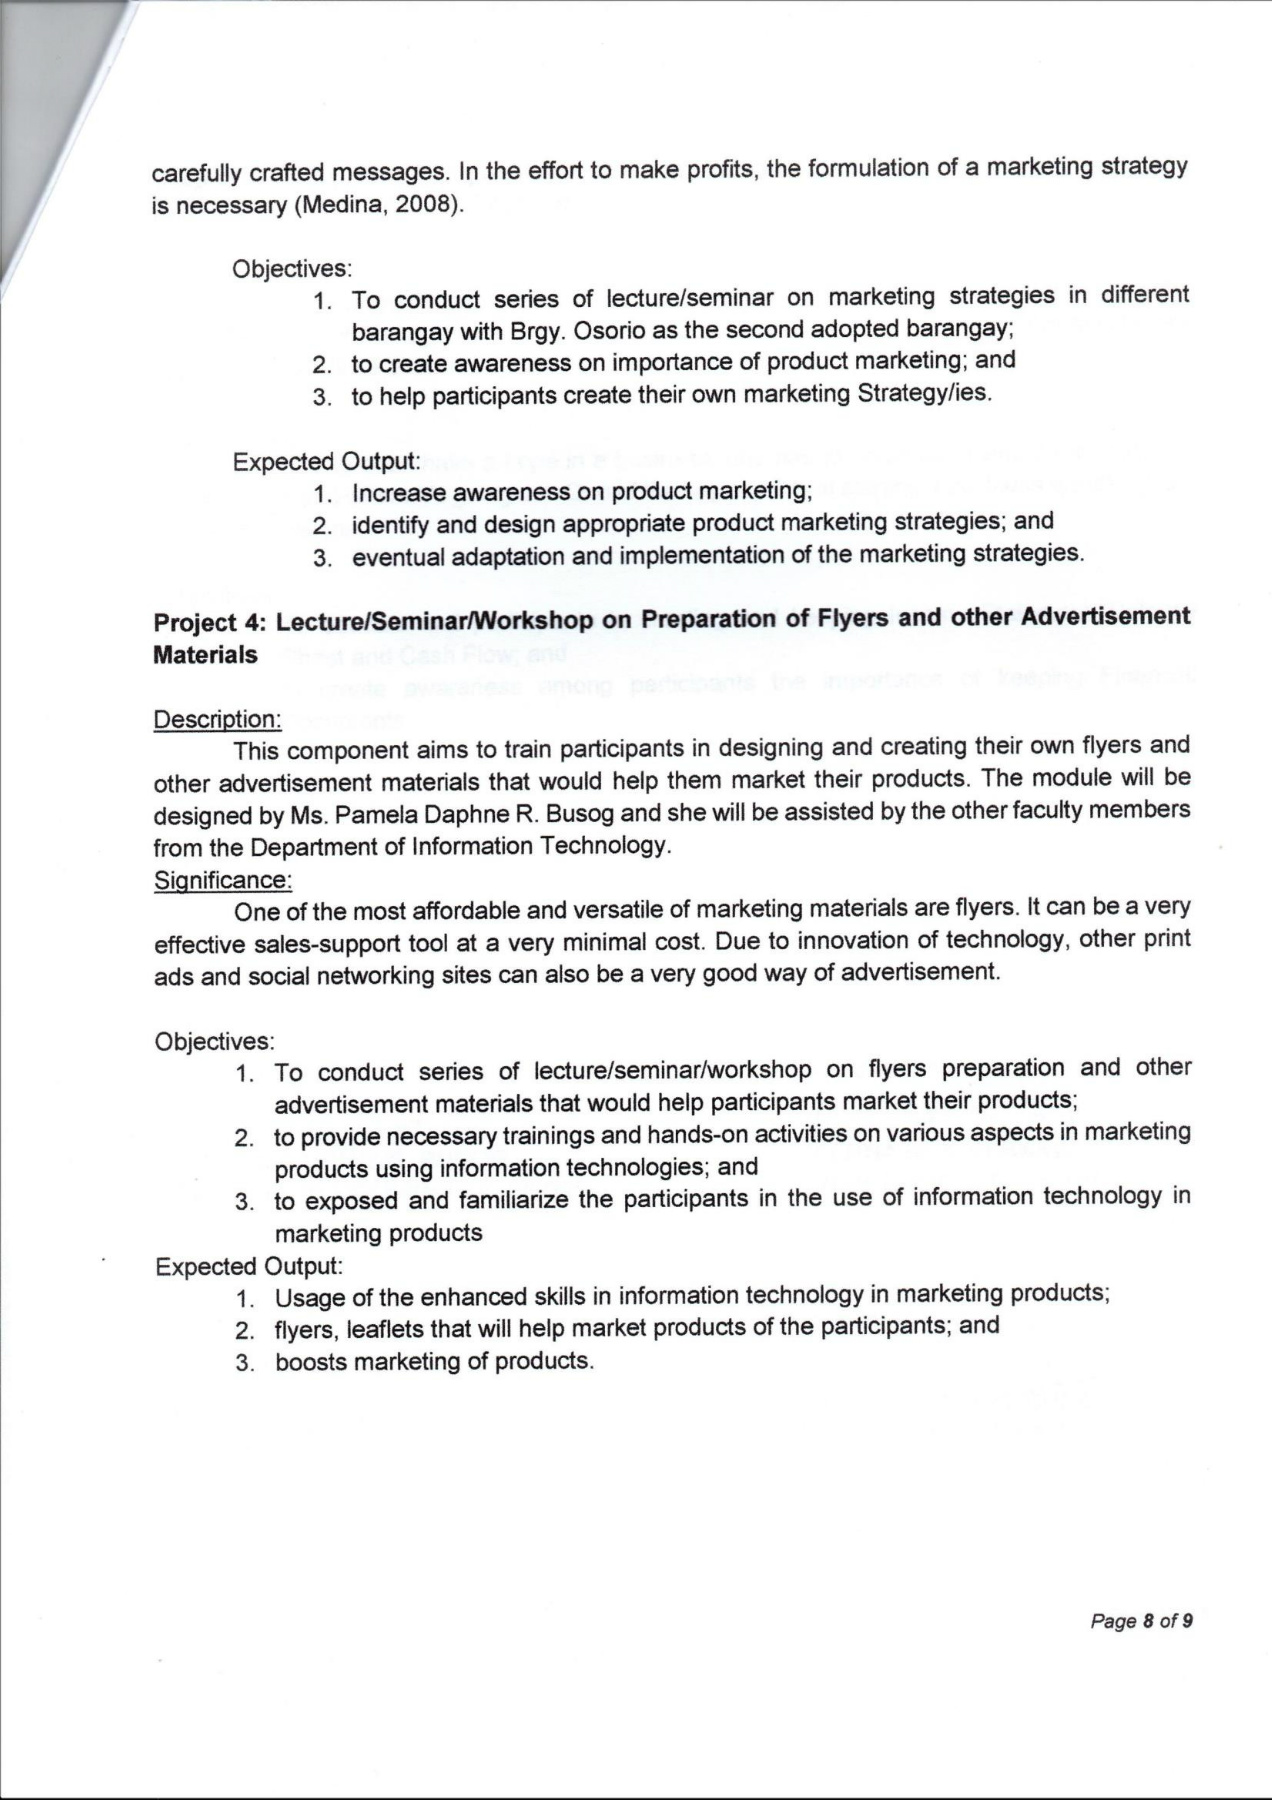 carefully crafted messages. In the effort to make profits, the formulation of a marketing strategy
is necessary (Medina, 2008).
Objectives:
1. To conduct series of lecture/seminar on marketing strategies in different
barangay with Brgy. Osorio as the second adopted barangay;
2. to create awareness on importance of product marketing; and
3. to help participants create their own marketing Strategy/ies.
Expected Output:
1. Increase awareness on product marketing;
2. identify and design appropriate product marketing strategies; and
3. eventual adaptation and implementation of the marketing strategies.
Project 4: Lecture/Seminar/Workshop on Preparation of Flyers and other Advertisement
Materials
Description:
This component aims to train participants in designing and creating their own flyers and
other advertisement materials that would help them market their products. The module will be
designed by Ms. Pamela Daphne R. Busog and she will be assisted by the other faculty members
from the Department of Information Technology.
Significance:
One of the most affordable and versatile of marketing materials are flyers. It can be a very
effective sales-support tool at a very minimal cost. Due to innovation of technology, other print
ads and social networking sites can also be a very good way of advertisement.
Objectives:
1. To conduct series of lecture/seminar/workshop on flyers preparation and other
advertisement materials that would help participants market their products;
2. to provide necessary trainings and hands-on activities on various aspects in marketing
products using information technologies; and
3. to exposed and familiarize the participants in the use of information technology in
marketing products
Expected Output:
1. Usage of the enhanced skills in information technology in marketing products;
2. flyers, leaflets that will help market products of the participants; and
3. boosts marketing of products.
Page 8 of 9